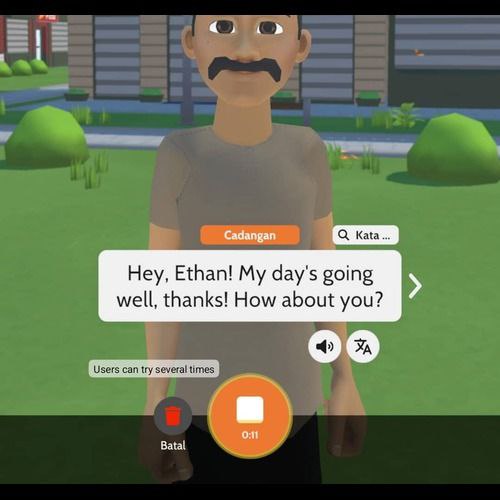 Cadangan
Kata ...
Hey, Ethan! My day's going
well, thanks! How about you?
Users can try several times
0:11
Batal